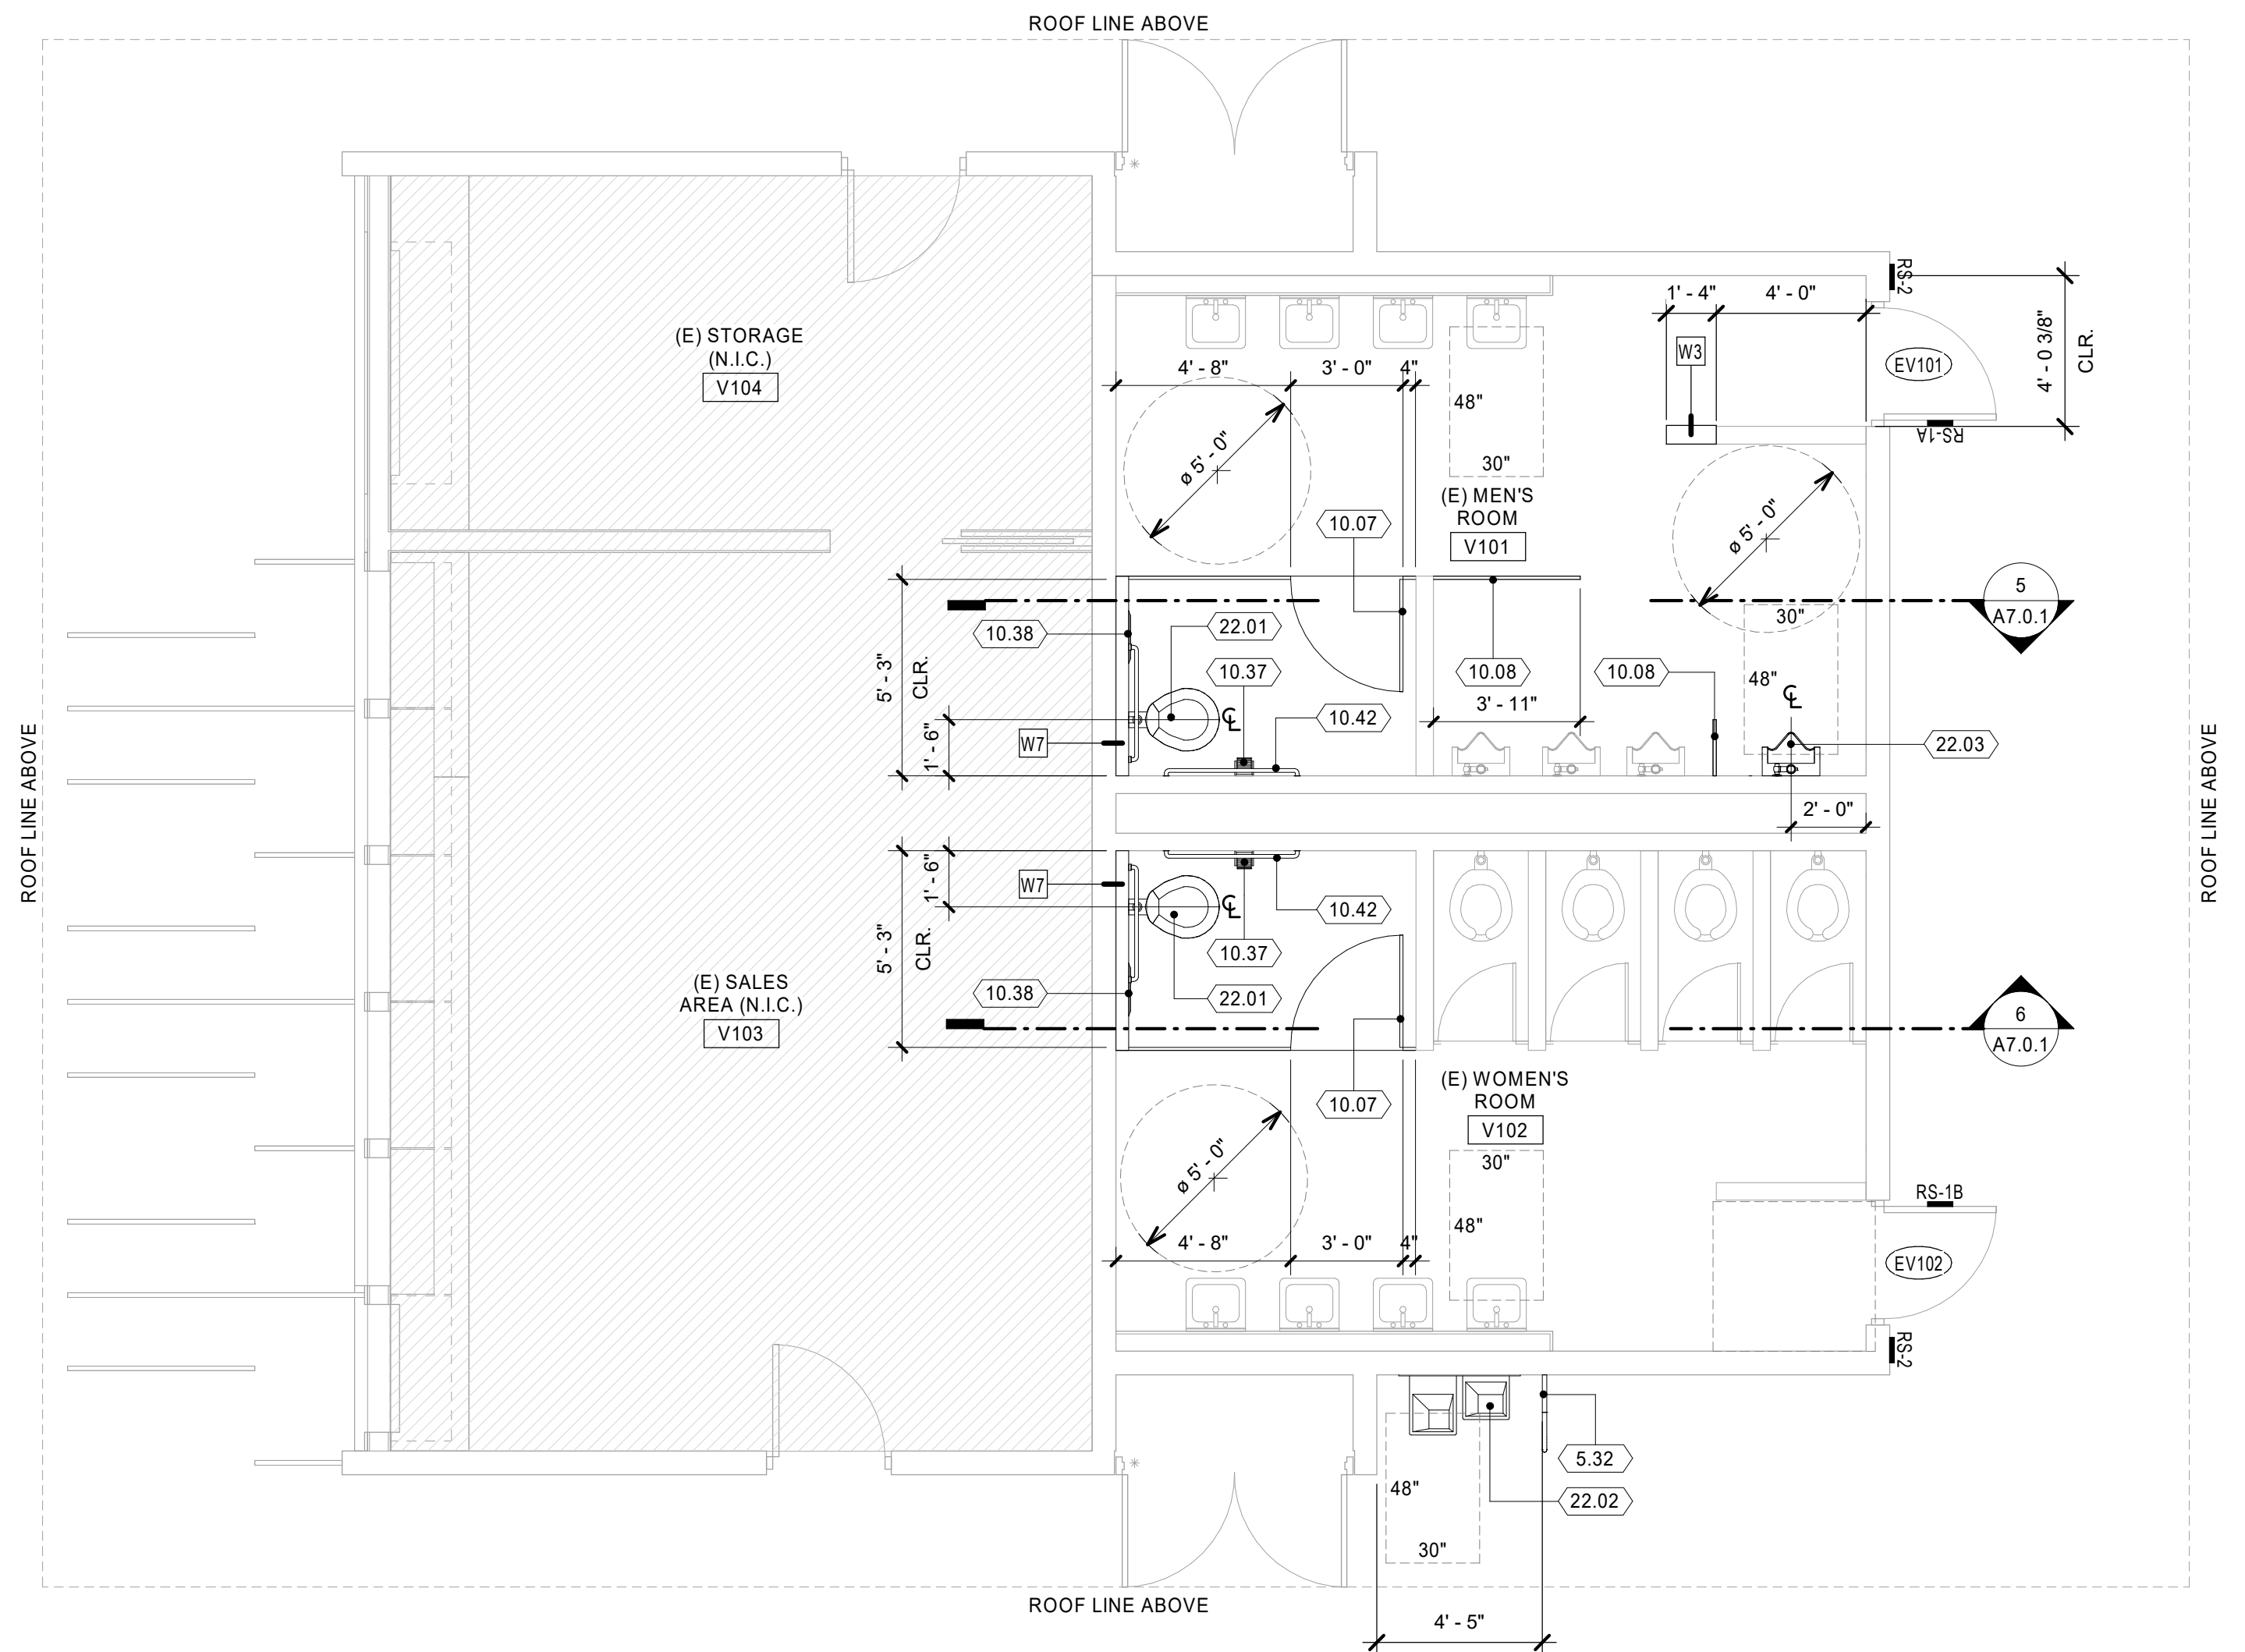 ROOF LINE ABOVE
RS-2
1' - 4"
4' - 0"
W3
EV101
4' - 0 3/8"
CLR.
(E) STORAGE
(N.I.C.)
V104
4' - 8"
3' - 0"
4"
48"
30"
RS-1A
ø 5' - 0"
(E) MEN'S
ROOM
V101
10.07
ø 5' - 0"
5
A7.0.1
30"
10.38
22.01
5' - 3"
CLR.
10.37
10.08
10.08
48"
3' - 11"
10.42
1' - 6"
W7
CL
CL
22.03
2' - 0"
ROOF LINE ABOVE
ROOF LINE ABOVE
1' - 6"
W7
CL
10.42
5' - 3"
CLR.
10.37
10.38
22.01
(E) SALES
AREA (N.I.C.)
V103
6
A7.0.1
10.07
(E) WOMEN'S
ROOM
V102
30"
ø 5' - 0"
48"
RS-1B
4' - 8"
3' - 0"
4"
EV102
RS-2
5.32
48"
22.02
30"
ROOF LINE ABOVE
4' - 5"